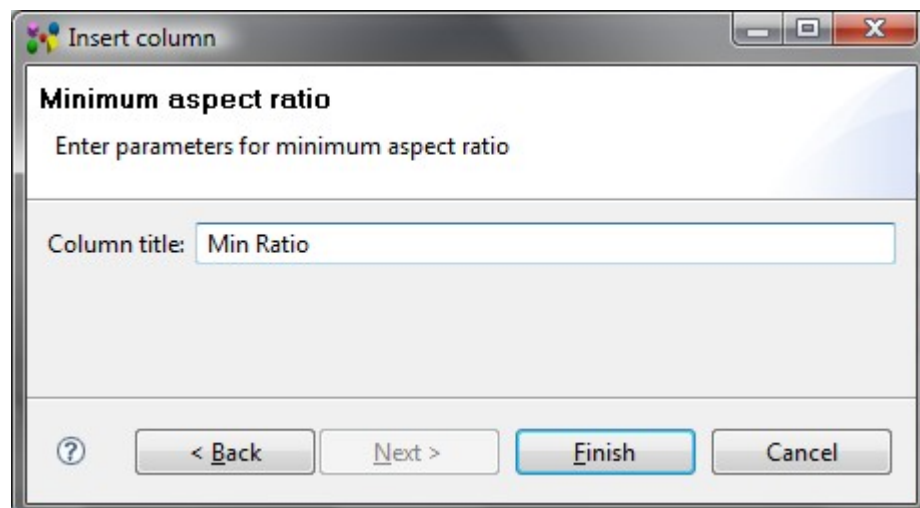 Insert column
Minimum aspect ratio
Enter parameters for minimum aspect ratio
Column title: Min Ratio
? < Back Next > Finish Cancel